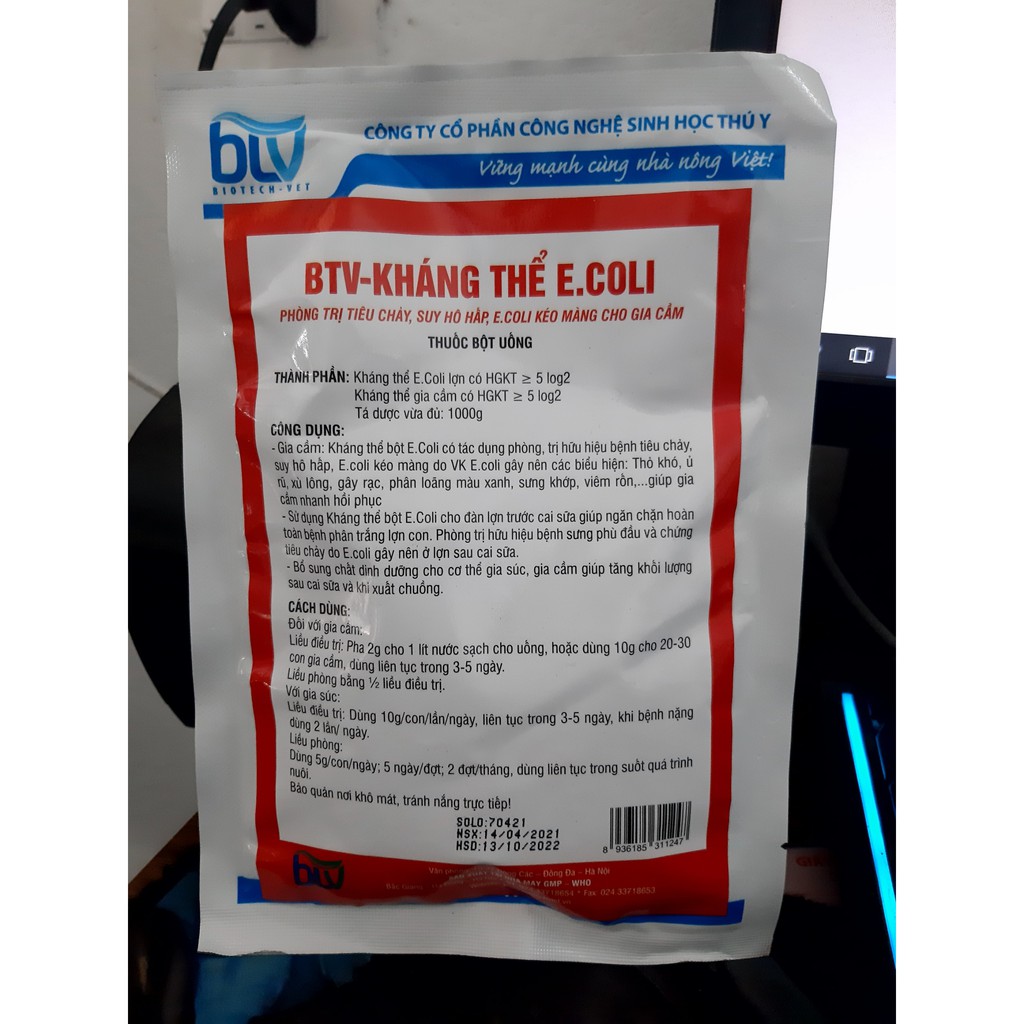 btv
BIOTECH-VET
CÔNG TY CỔ PHẦN CÔNG NGHỆ SINH HỌC THÚ Y
Vững mạnh cùng nhà nông Việt!
BTV-KHÁNG THỂ E.COLI
PHÒNG TRỊ TIÊU CHẢY, SUY HÔ HẤP, E.COLI KÉO MÀNG CHO GIA CẦM
THUỐC BỘT UỐNG
THÀNH PHẦN: Kháng thể E.Coli lợn có HGKT ≥ 5 log2
Kháng thể gia cầm có HGKT ≥ 5 log2
Tá dược vừa đủ: 1000g
CÔNG DỤNG:
- Gia cầm: Kháng thể bột E.Coli có tác dụng phòng, trị hữu hiệu bệnh tiêu chảy,
suy hô hấp, E.coli kéo màng do VK E.coli gây nên các biểu hiện: Thở khó, ủ
rũ, xù lông, gây rạc, phân loãng màu xanh, sưng khớp, viêm rốn,...giúp gia
cầm nhanh hồi phục
- Sử dụng Kháng thể bột E.Coli cho đàn lợn trước cai sữa giúp ngăn chặn hoàn
toàn bệnh phân trắng lợn con. Phòng trị hữu hiệu bệnh sưng phù đầu và chứng
tiêu chảy do E.coli gây nên ở lợn sau cai sữa.
- Bổ sung chất dinh dưỡng cho cơ thể gia súc, gia cầm giúp tăng khối lượng
sau cai sữa và khi xuất chuồng.
CÁCH DÙNG:
Đối với gia cầm:
Liều điều trị: Pha 2g cho 1 lít nước sạch cho uống, hoặc dùng 10g cho 20-30
con gia cầm, dùng liên tục trong 3-5 ngày.
Liều phòng bằng ½ liều điều trị.
Với gia súc:
Liều điều trị: Dùng 10g/con/lần/ngày, liên tục trong 3-5 ngày, khi bệnh nặng
dùng 2 lần/ ngày.
Liều phòng:
Dùng 5g/con/ngày; 5 ngày/đợt; 2 đợt/tháng, dùng liên tục trong suốt quá trình
nuôi.
Bảo quản nơi khô mát, tránh nắng trực tiếp!
SOLO:70421
NSX:14/04/2021
HSD:13/10/2022
8 936185 311247
btv
Văn – Đống Đa – Hà Nội
MAY GMP – WHO
Fax: 024 33718653